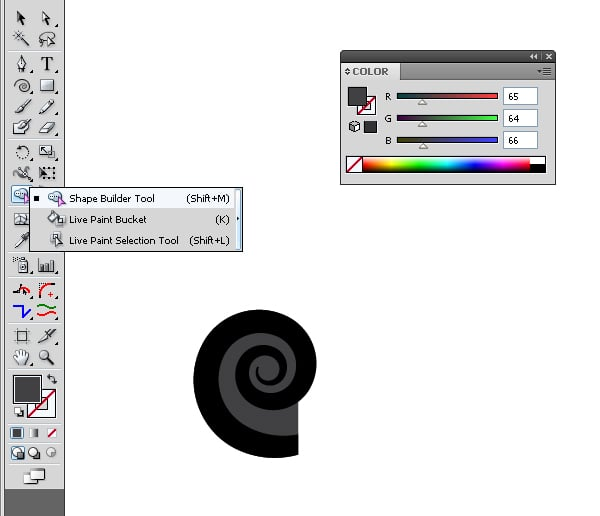 COLOR
R 65
G 64
B 66
Shape Builder Tool (Shift+M)
Live Paint Bucket (K)
Live Paint Selection Tool (Shift+L)